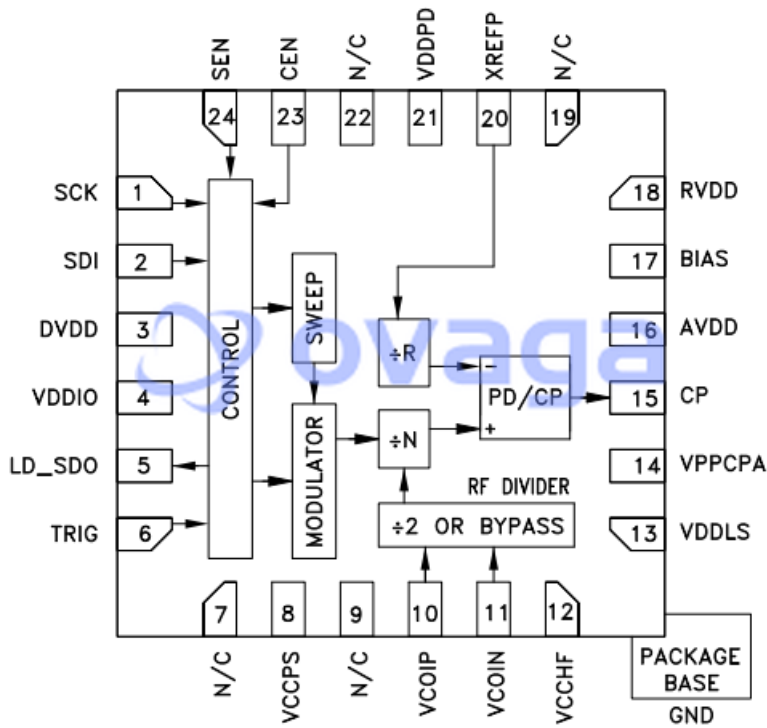 SEN
CEN
N/C
VDDPD
XREFP
N/C
24
23
22
21
20
19
SCK
1
18
RVDD
SDI
2
17
BIAS
DVDD
3
16
AVDD
VDDIO
4
15
CP
LD_SDO
5
14
VPPCPA
TRIG
6
13
VDDLS
CONTROL
SWEEP
MODULATOR
÷R
÷N
−
PD/CP
+
RF DIVIDER
÷2 OR BYPASS
ovaga
7
8
9
10
11
12
N/C
VCCPS
N/C
VCOIP
VCOIN
VCCHF
PACKAGE
BASE
GND